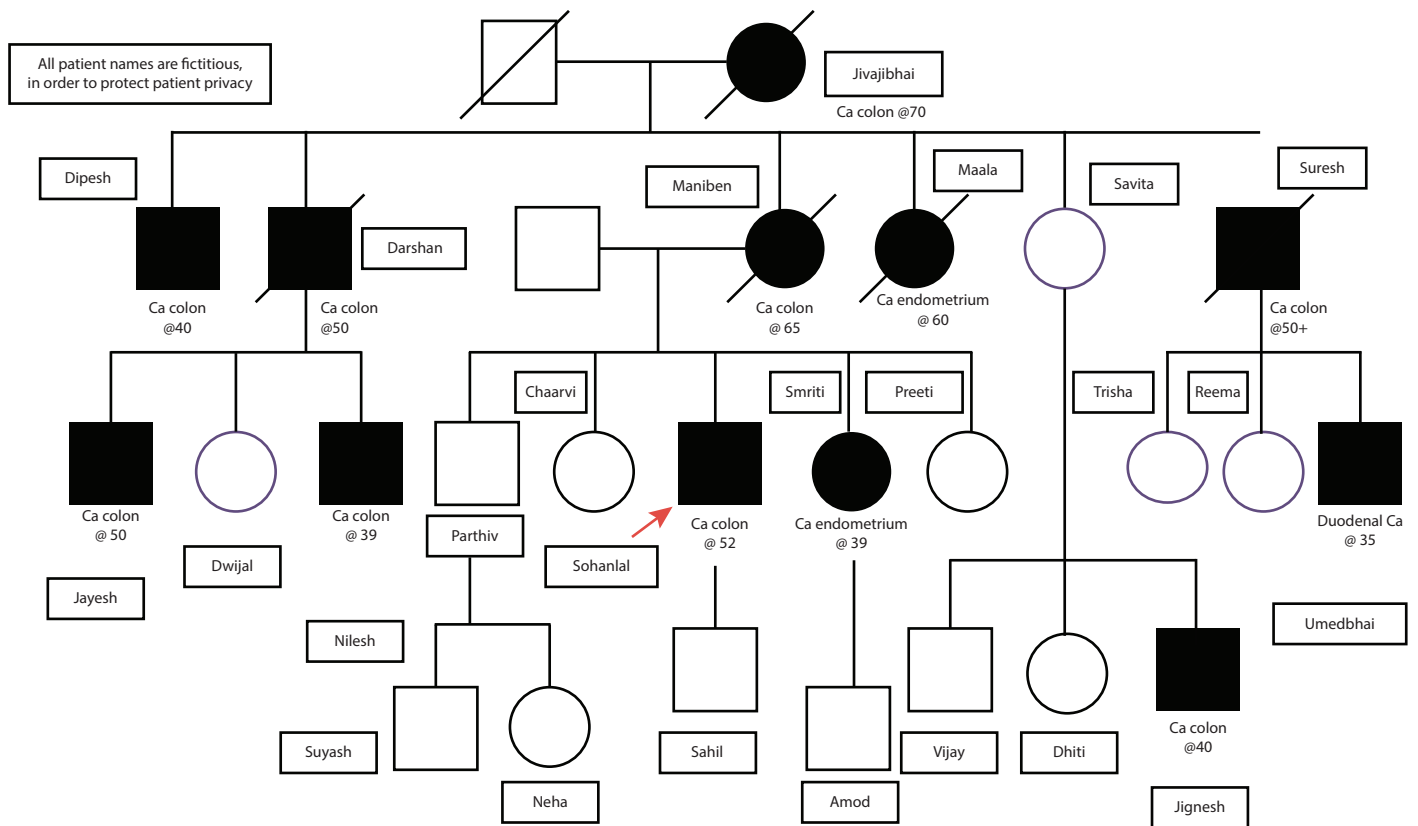 All patient names are fictitious,
in order to protect patient privacy
Jivajibhai
Ca colon @70
Dipesh
Maniben
Maala
Savita
Suresh
Darshan
Ca colon
@40
Ca colon
@50
Ca colon
@ 65
Ca endometrium
@ 60
Ca colon
@50+
Chaarvi
Smriti
Preeti
Trisha
Reema
Ca colon
@ 50
Ca colon
@ 39
Ca colon
@ 52
Ca endometrium
@ 39
Duodenal Ca
@ 35
Jayesh
Dwijal
Nilesh
Parthiv
Sohanlal
Umedbhai
Suyash
Neha
Sahil
Amod
Vijay
Dhiti
Ca colon
@40
Jignesh